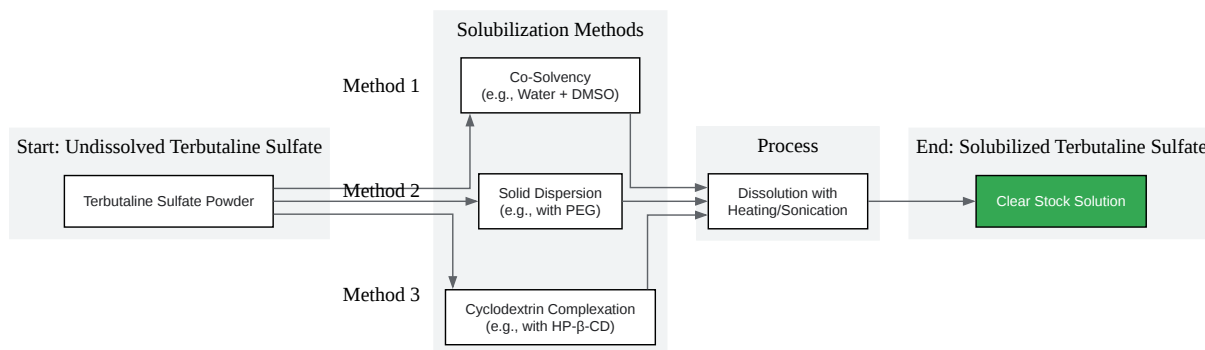 Solubilization Methods
Method 1
Co-Solvency
(e.g., Water + DMSO)
Start: Undissolved Terbutaline Sulfate
Terbutaline Sulfate Powder
Method 2
Solid Dispersion
(e.g., with PEG)
Process
Dissolution with
Heating/Sonication
End: Solubilized Terbutaline Sulfate
Clear Stock Solution
Method 3
Cyclodextrin Complexation
(e.g., with HP-β-CD)